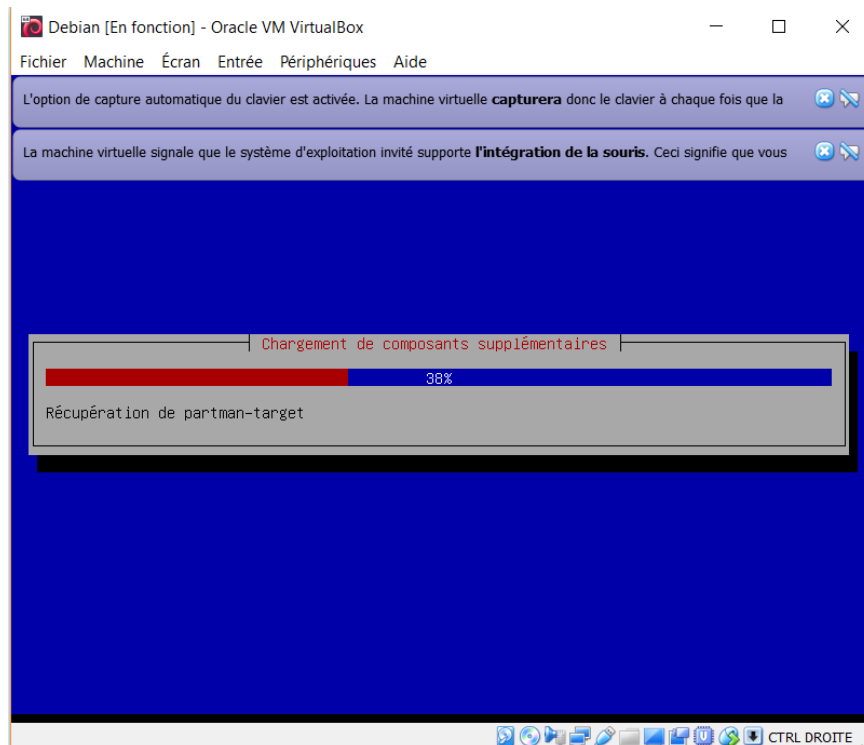 Debian [En fonction] - Oracle VM VirtualBox
Fichier Machine Écran Entrée Périphériques Aide
L'option de capture automatique du clavier est activée. La machine virtuelle capturera donc le clavier à chaque fois que la
La machine virtuelle signale que le système d'exploitation invité supporte l'intégration de la souris. Ceci signifie que vous
Chargement de composants supplémentaires
38%
Récupération de partman-target
CTRL DROITE